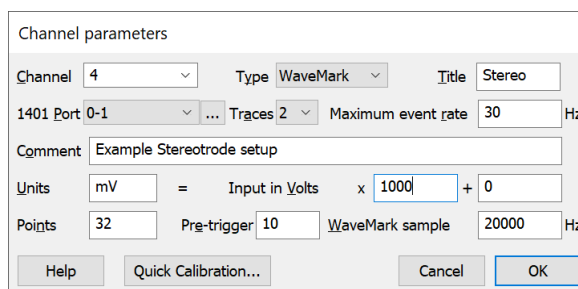 Channel parameters
Channel 4 Type WaveMark Title Stereo
1401 Port 0-1 ... Traces 2 Maximum event rate 30 Hz
Comment Example Stereotrode setup
Units mV = Input in Volts x 1000 + 0
Points 32 Pre-trigger 10 WaveMark sample 20000 Hz
Help Quick Calibration... Cancel OK